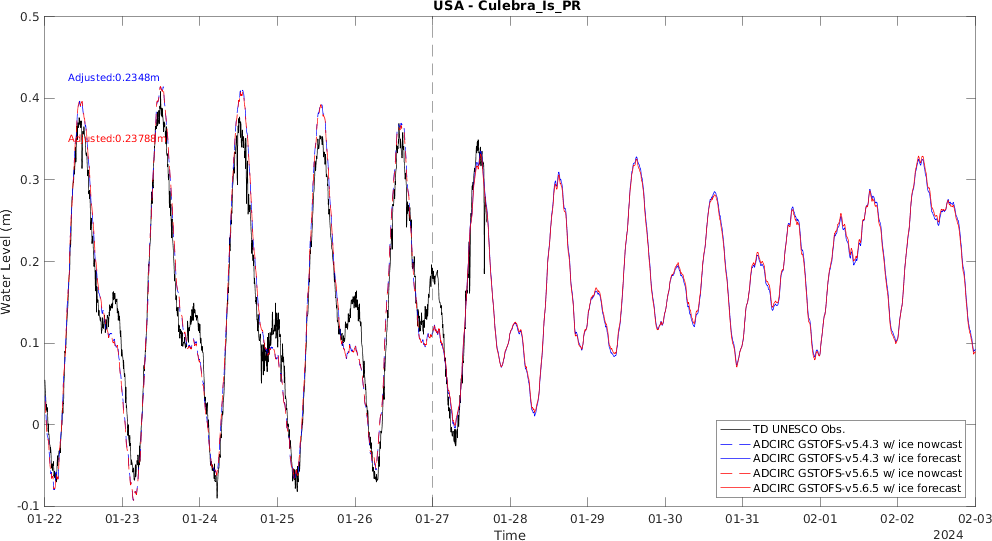 USA - Culebra_Is_PR
0.5
0.4
0.3
0.2
0.1
0
-0.1
Water Level (m)
Adjusted:0.2348m
Adjusted:0.23788m
01-22 01-23 01-24 01-25 01-26 01-27 01-28 01-29 01-30 01-31 02-01 02-02 02-03
Time
2024
TD UNESCO Obs.
ADCIRC GSTOFS-v5.4.3 w/ ice nowcast
ADCIRC GSTOFS-v5.4.3 w/ ice forecast
ADCIRC GSTOFS-v5.6.5 w/ ice nowcast
ADCIRC GSTOFS-v5.6.5 w/ ice forecast